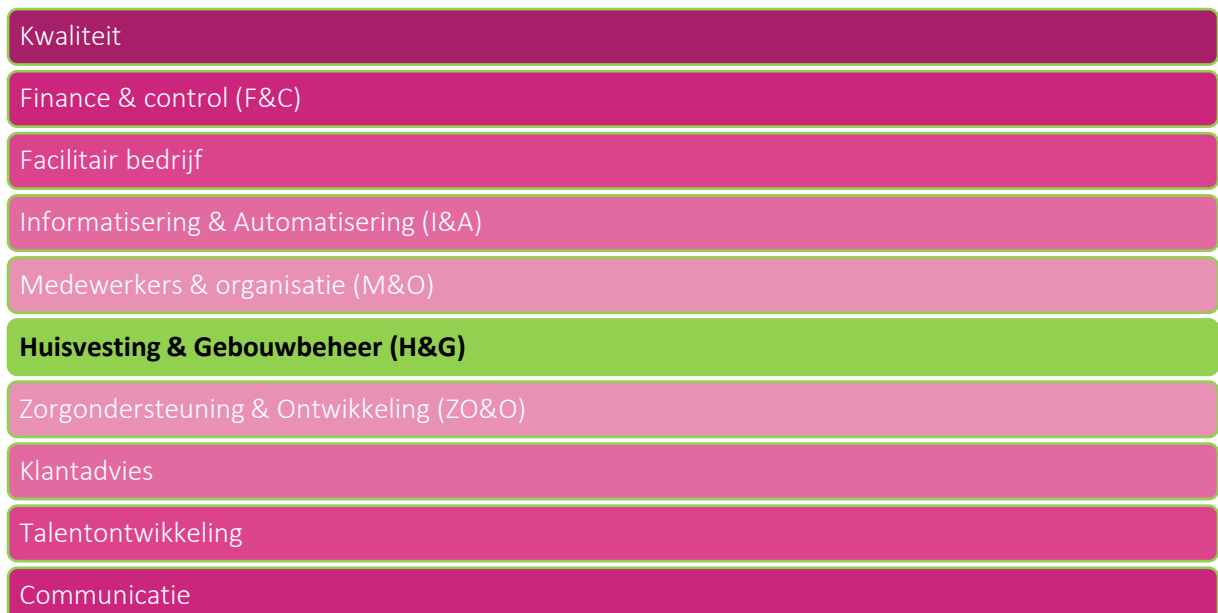 Kwaliteit
Finance & control (F&C)
Facilitair bedrijf
Informatisering & Automatisering (I&A)
Medewerkers & organisatie (M&O)
Huisvesting & Gebouwbeheer (H&G)
Zorgondersteuning & Ontwikkeling (ZO&O)
Klantadvies
Talentontwikkeling
Communicatie